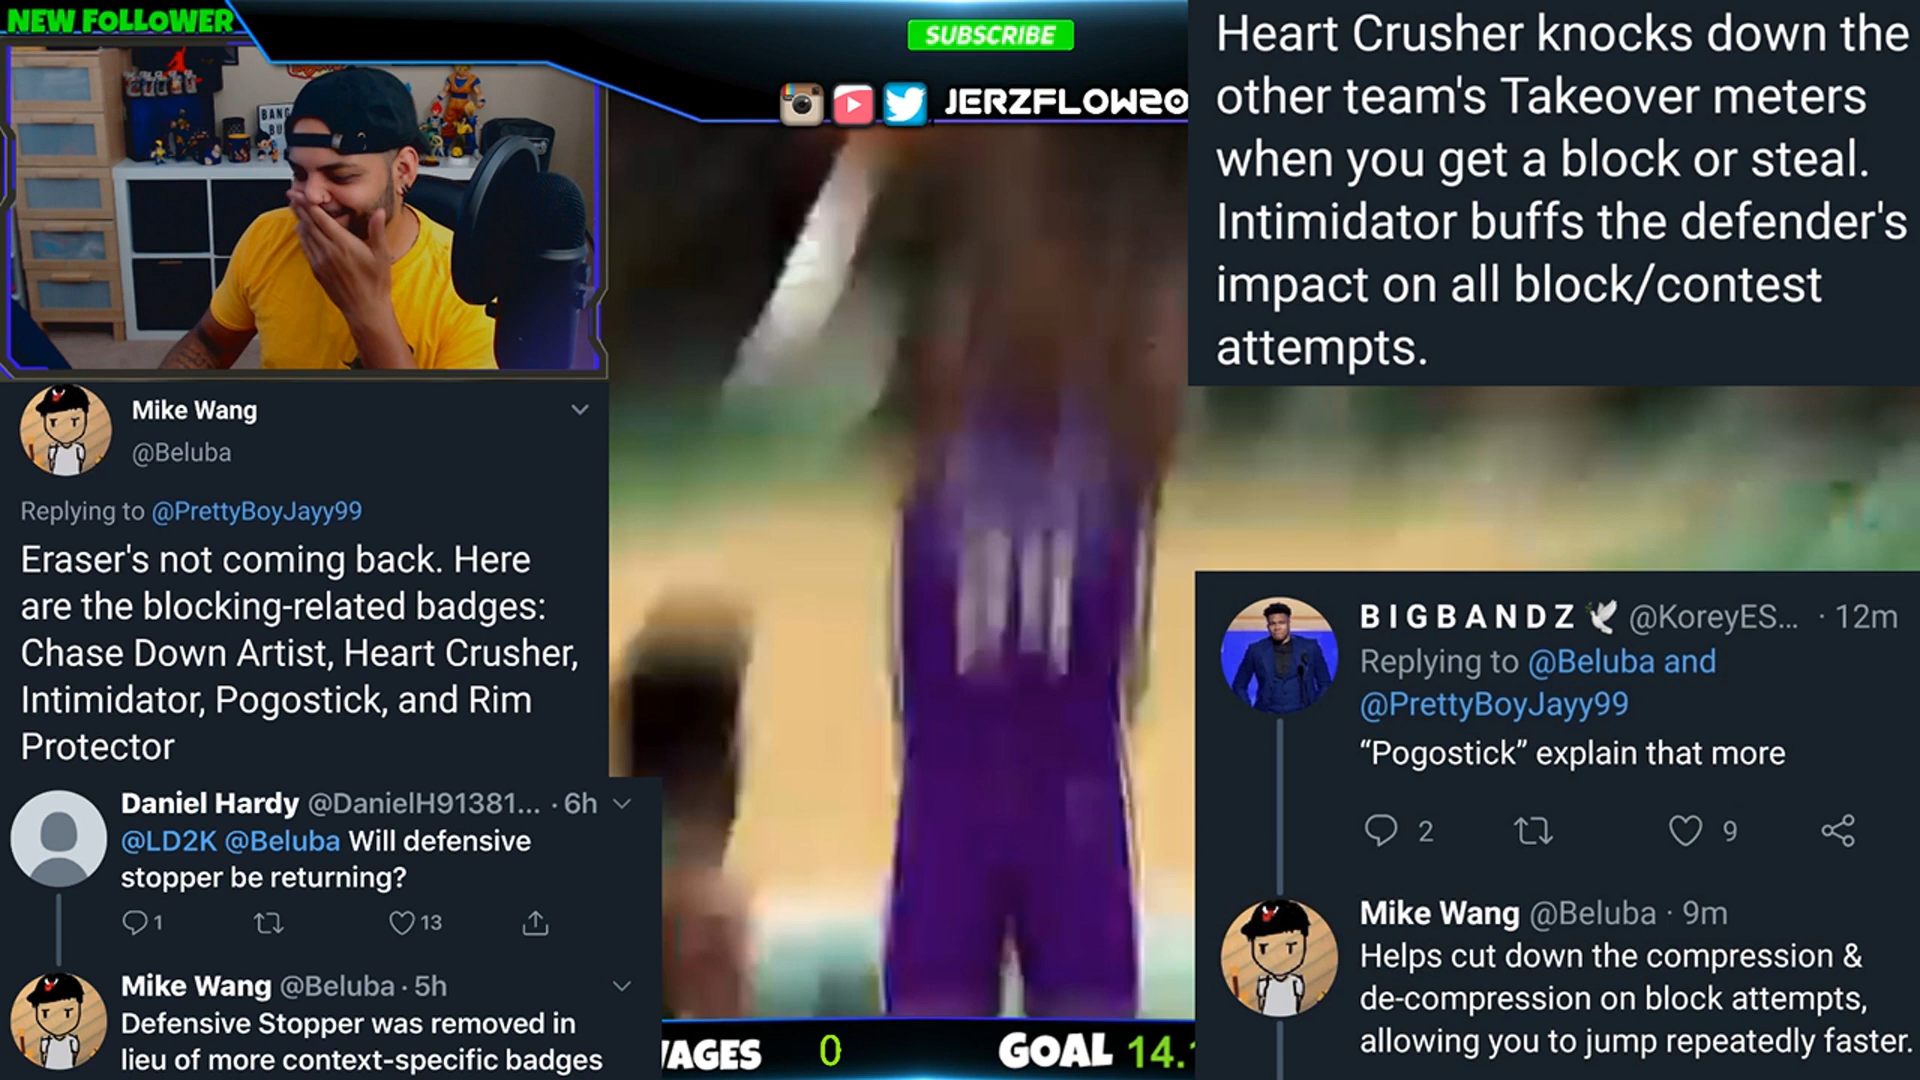 NEW FOLLOWER
SUBSCRIBE
JERZFLOW20
BANG
BU
Mike Wang
@Beluba
Replying to @PrettyBoyJayy99
Eraser's not coming back. Here
are the blocking-related badges:
Chase Down Artist, Heart Crusher,
Intimidator, Pogostick, and Rim
Protector
Daniel Hardy @DanielH91381... · 6h
@LD2K @Beluba Will defensive
stopper be returning?
1
13
Mike Wang @Beluba · 5h
Defensive Stopper was removed in
lieu of more context-specific badges
Heart Crusher knocks down the
other team's Takeover meters
when you get a block or steal.
Intimidator buffs the defender's
impact on all block/contest
attempts.
B I G B A N D Z 🕊 @KoreyES... · 12m
Replying to @Beluba and
@PrettyBoyJayy99
“Pogostick” explain that more
2
9
Mike Wang @Beluba · 9m
Helps cut down the compression &
de-compression on block attempts,
allowing you to jump repeatedly faster.
VAGES 0 GOAL 14.